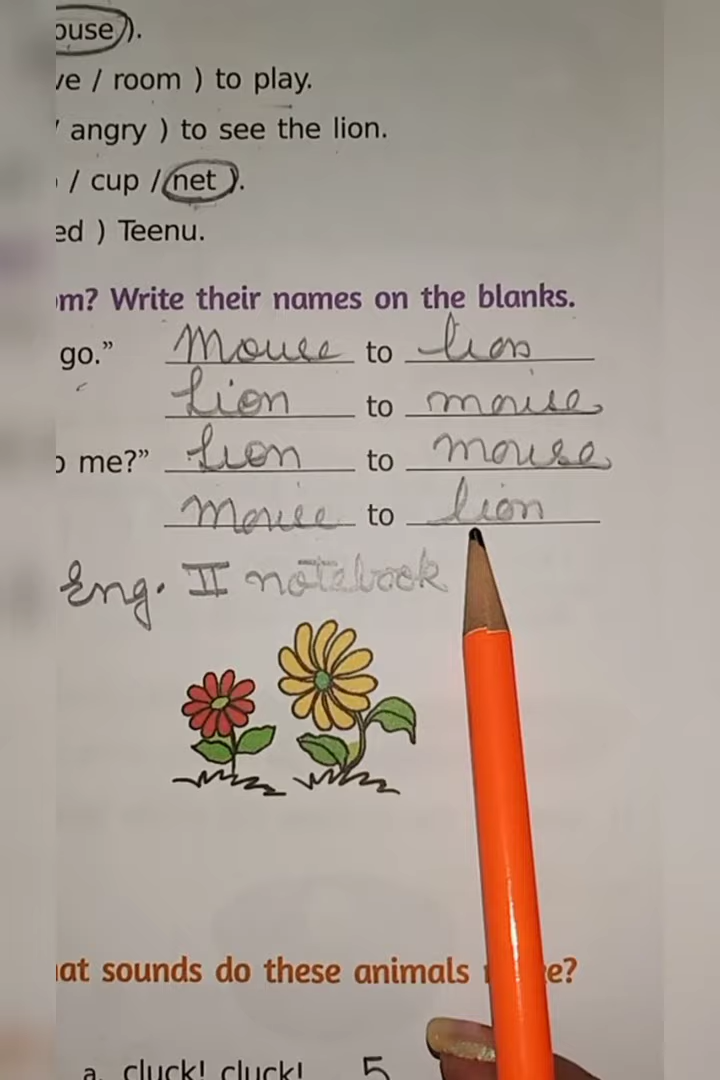 ouse ).
ve / room ) to play.
/ angry ) to see the lion.
/ cup / net ).
ed ) Teenu.
om? Write their names on the blanks.
go.” Mouse to lion
Lion to mouse
o me?” Lion to mouse
Mouse to lion
Eng. II notebook
at sounds do these animals e?
a. cluck! cluck! 5